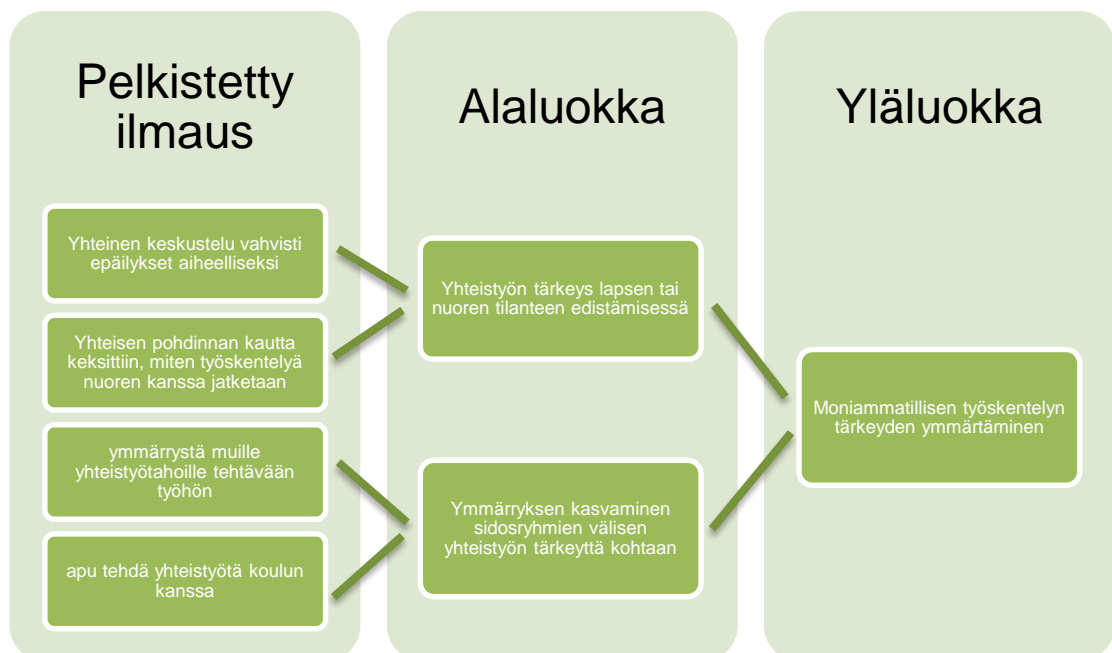 Pelkistetty
ilmaus
Yhteinen keskustelu vahvisti
epäilykset aiheelliseksi
Yhteisen pohdinnan kautta
keksittiin, miten työskentelyä
nuoren kanssa jatketaan
ymmärrystä muille
yhteistyötahoille tehtävään
työhön
apu tehdä yhteistyötä koulun
kanssa
Alaluokka
Yhteistyön tärkeys lapsen tai
nuoren tilanteen edistämisessä
Ymmärryksen kasvaminen
sidosryhmien välisen
yhteistyön tärkeyttä kohtaan
Yläluokka
Moniammatillisen työskentelyn
tärkeyden ymmärtäminen